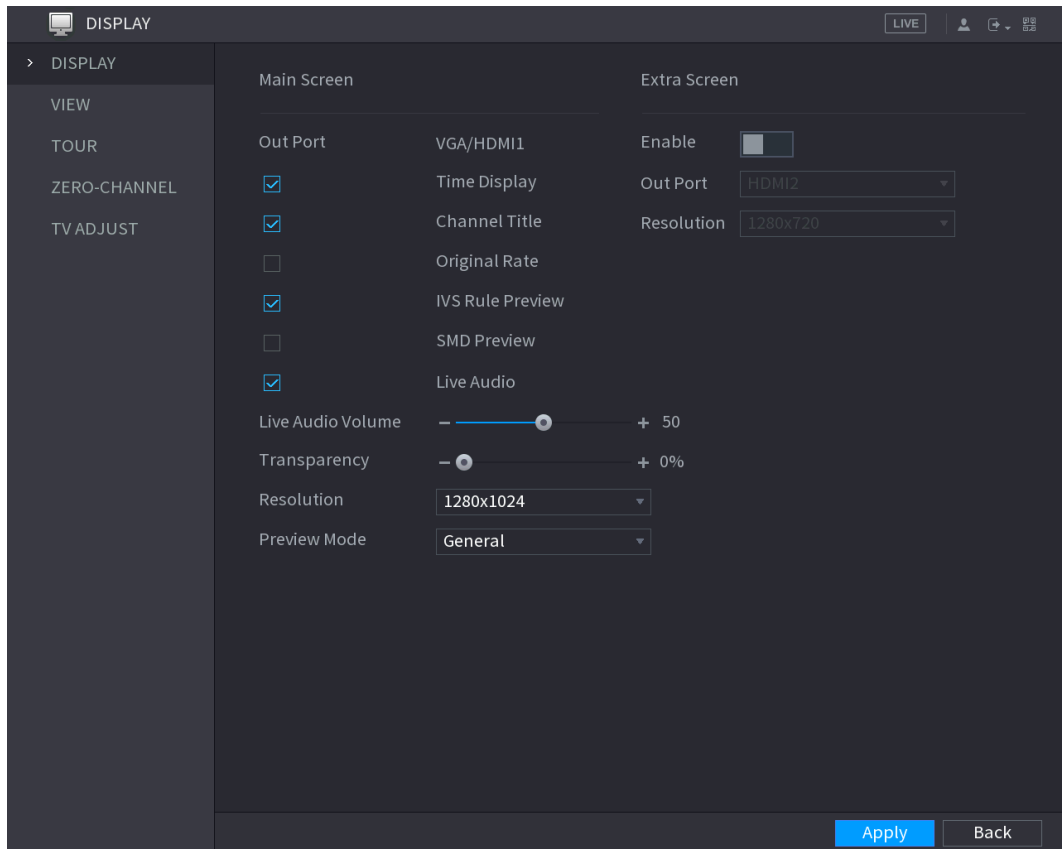 DISPLAY
LIVE
DISPLAY
VIEW
TOUR
ZERO-CHANNEL
TV ADJUST
Main Screen
Out Port VGA/HDMI1
Time Display
Channel Title
Original Rate
IVS Rule Preview
SMD Preview
Live Audio
Live Audio Volume − + 50
Transparency − + 0%
Resolution 1280x1024
Preview Mode General
Extra Screen
Enable
Out Port HDMI2
Resolution 1280x720
Apply Back